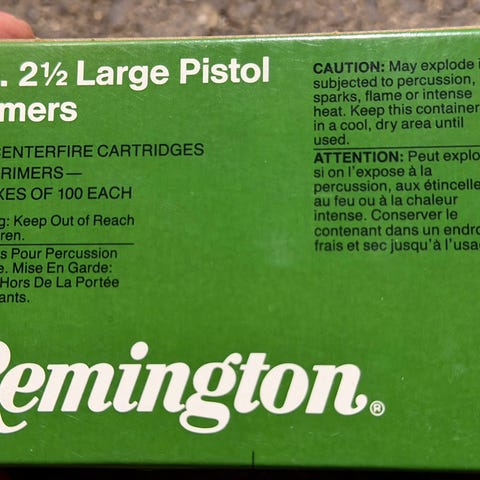 . 2½ Large Pistol
mers
ENTERFIRE CARTRIDGES
RIMERS—
XES OF 100 EACH
g: Keep Out of Reach
ren.
s Pour Percussion
e. Mise En Garde:
Hors De La Portée
ants.
CAUTION: May explode i
subjected to percussion,
sparks, flame or intense
heat. Keep this container
in a cool, dry area until
used.
ATTENTION: Peut explo
si on l'expose à la
percussion, aux étincelle
au feu ou à la chaleur
intense. Conserver le
contenant dans un endro
frais et sec jusqu'à l'usa
Remington®